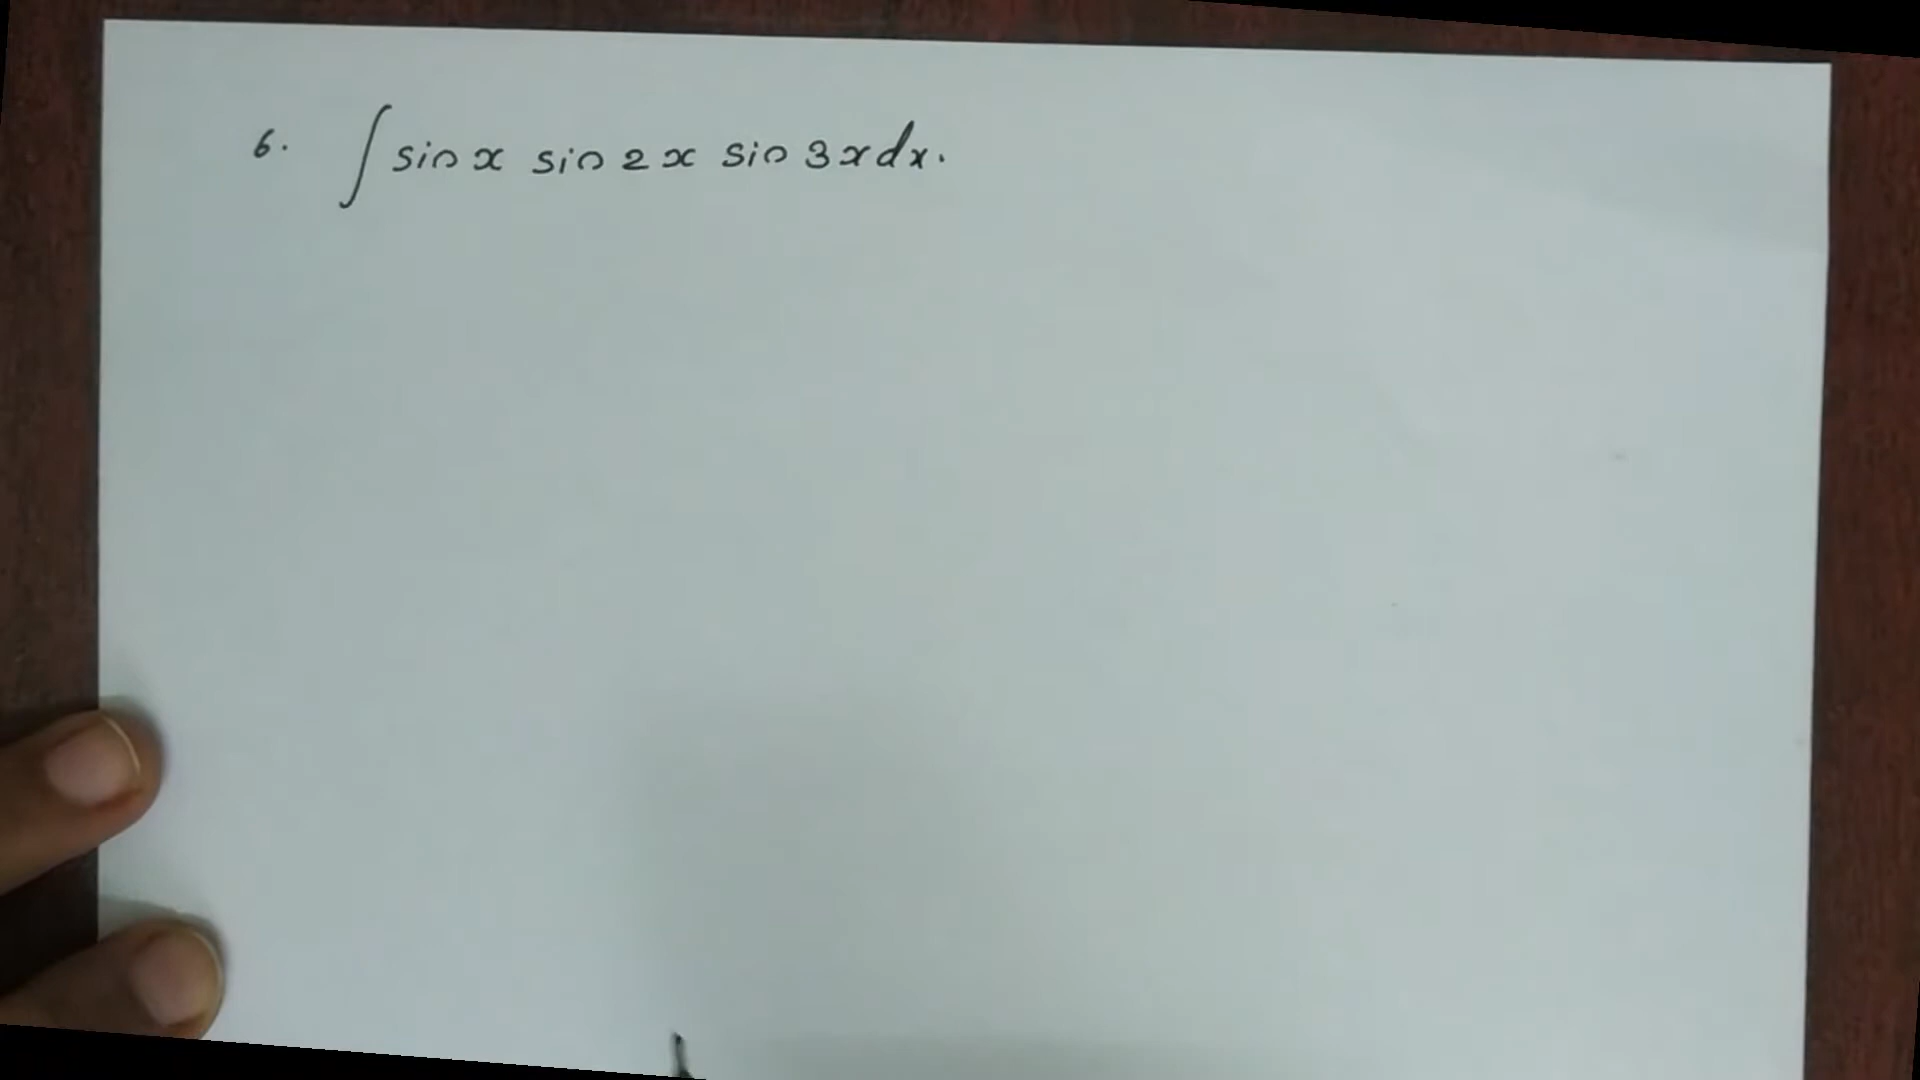 6. ∫ sin x sin 2x sin 3x dx.